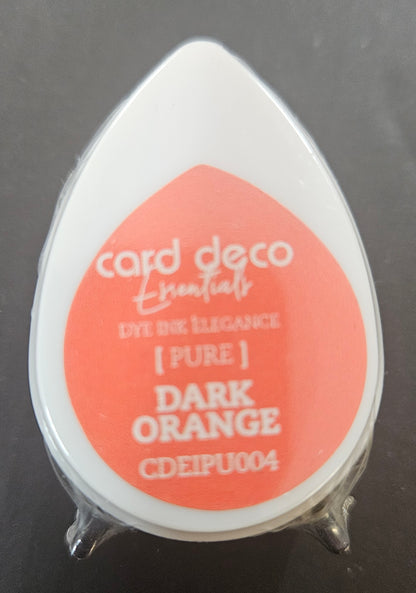 card deco
Essentials
DYE INK ELEGANCE
[ PURE ]
DARK
ORANGE
CDEIPU004